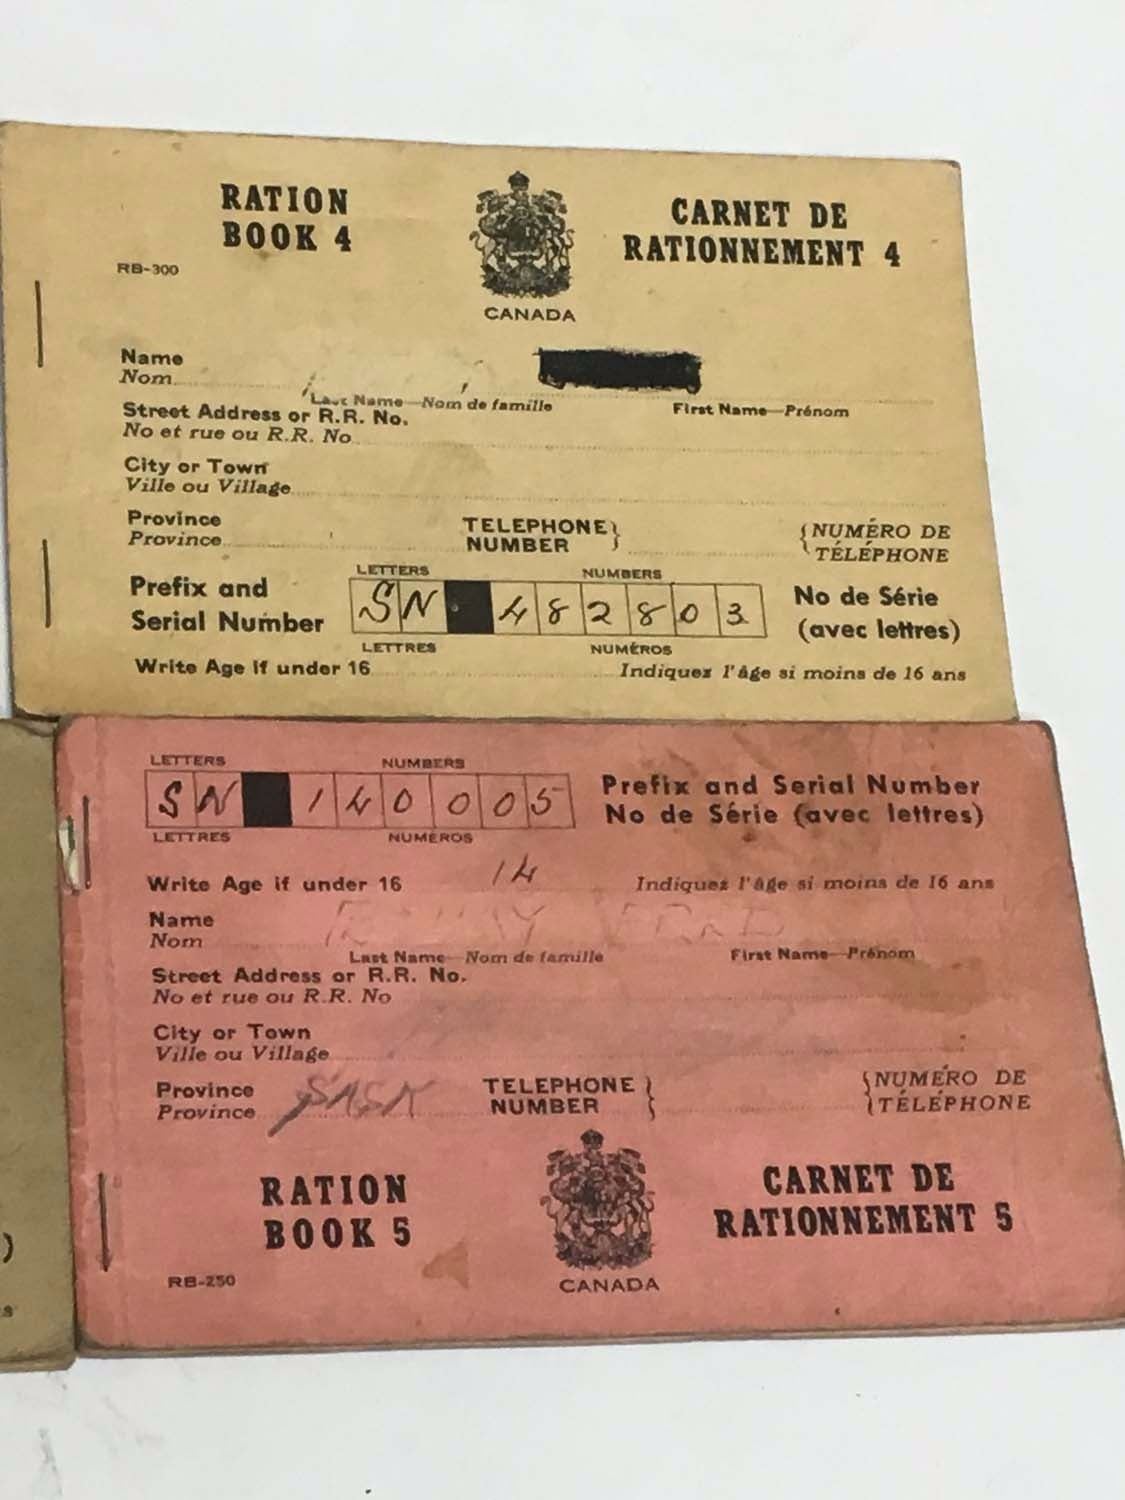 RATION BOOK 4
CARNET DE RATIONNEMENT 4
RB-300
CANADA
Name
Nom
Last Name—Nom de famille First Name—Prénom
Street Address or R.R. No.
No et rue ou R.R. No
City or Town
Ville ou Village
Province TELEPHONE NUMÉRO DE
Province NUMBER TÉLÉPHONE
LETTERS NUMBERS
Prefix and Serial Number SN 482803 No de Série (avec lettres)
LETTRES NUMÉROS
Write Age if under 16 Indiquez l'âge si moins de 16 ans
LETTERS NUMBERS
SN 140005 Prefix and Serial Number
No de Série (avec lettres)
LETTRES NUMÉROS
Write Age if under 16 14 Indiquez l'âge si moins de 16 ans
Name
Nom
Last Name—Nom de famille First Name—Prénom
Street Address or R.R. No.
No et rue ou R.R. No
City or Town
Ville ou Village
Province SASK TELEPHONE NUMÉRO DE
Province NUMBER TÉLÉPHONE
RATION BOOK 5
CARNET DE RATIONNEMENT 5
RB-250
CANADA